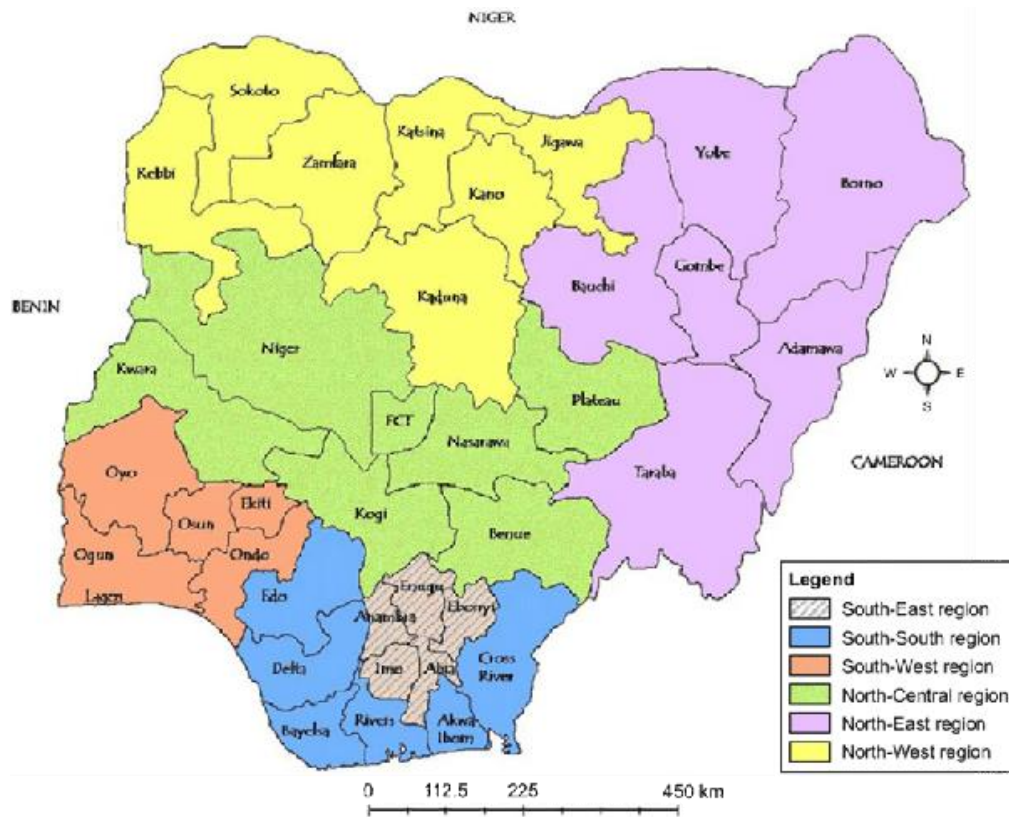 NIGER
Sokoto
Katsina
Jigawa
Zamfara
Yobe
Kebbi
Kano
Borno
Gombe
Bauchi
Kaduna
BENIN
Niger
Adamawa
N
W E
S
Kwara
Plateau
FCT
Nasarawa
CAMEROON
Oyo
Taraba
Ekiti
Kogi
Osun
Benue
Ogun
Ondo
Enugu
Lagos
Edo
Anambra
Ebonyi
Delta
Imo
Abia
Cross
River
Bayelsa
Rivers
Akwa
Ibom
Legend
South-East region
South-South region
South-West region
North-Central region
North-East region
North-West region
0 112.5 225 450 km